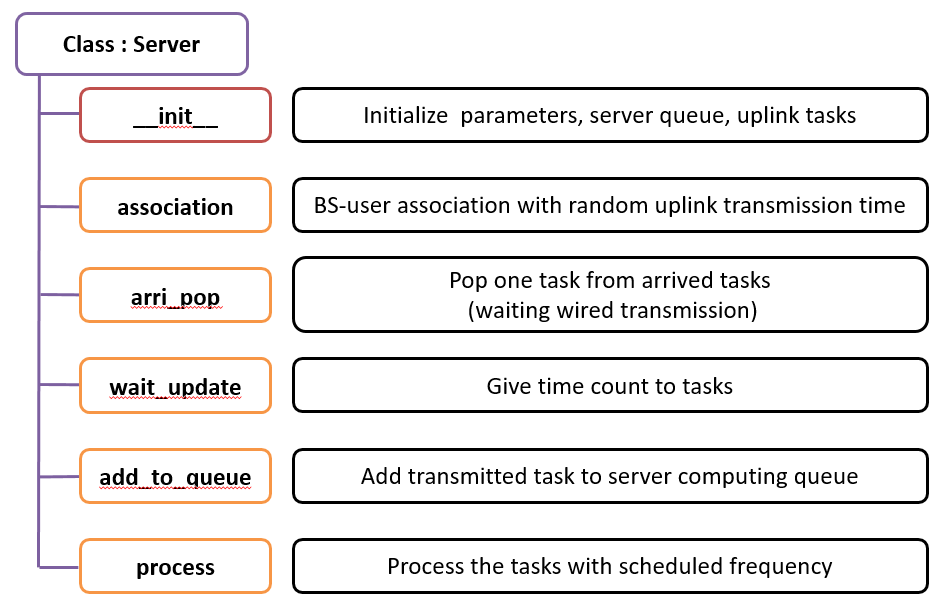 Class : Server
__init__
Initialize  parameters, server queue, uplink tasks
association
BS-user association with random uplink transmission time
arri_pop
Pop one task from arrived tasks
(waiting wired transmission)
wait_update
Give time count to tasks
add_to_queue
Add transmitted task to server computing queue
process
Process the tasks with scheduled frequency